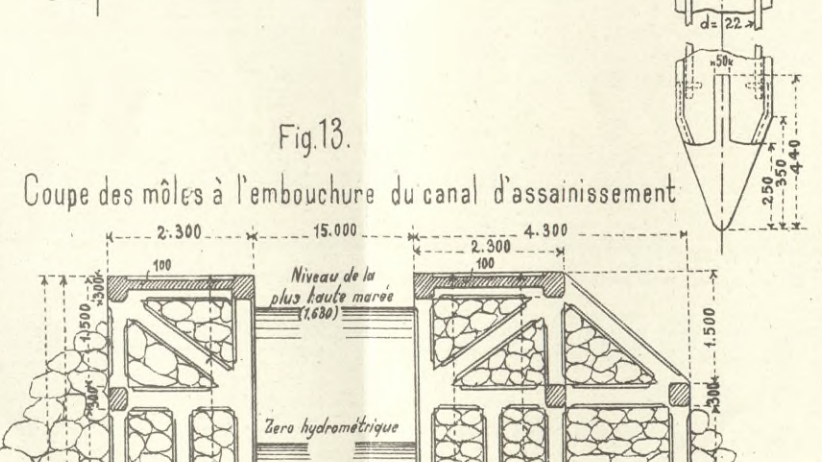 d= 22
50
250
350
440
Fig.13.
Coupe des môles à l'embouchure du canal d'assainissement
2.300 15.000 4.300
2.300
100 100
Niveau de la
plus haute marée
(1,630)
300
1.500
300
1.500
300
Zero hydrométrique